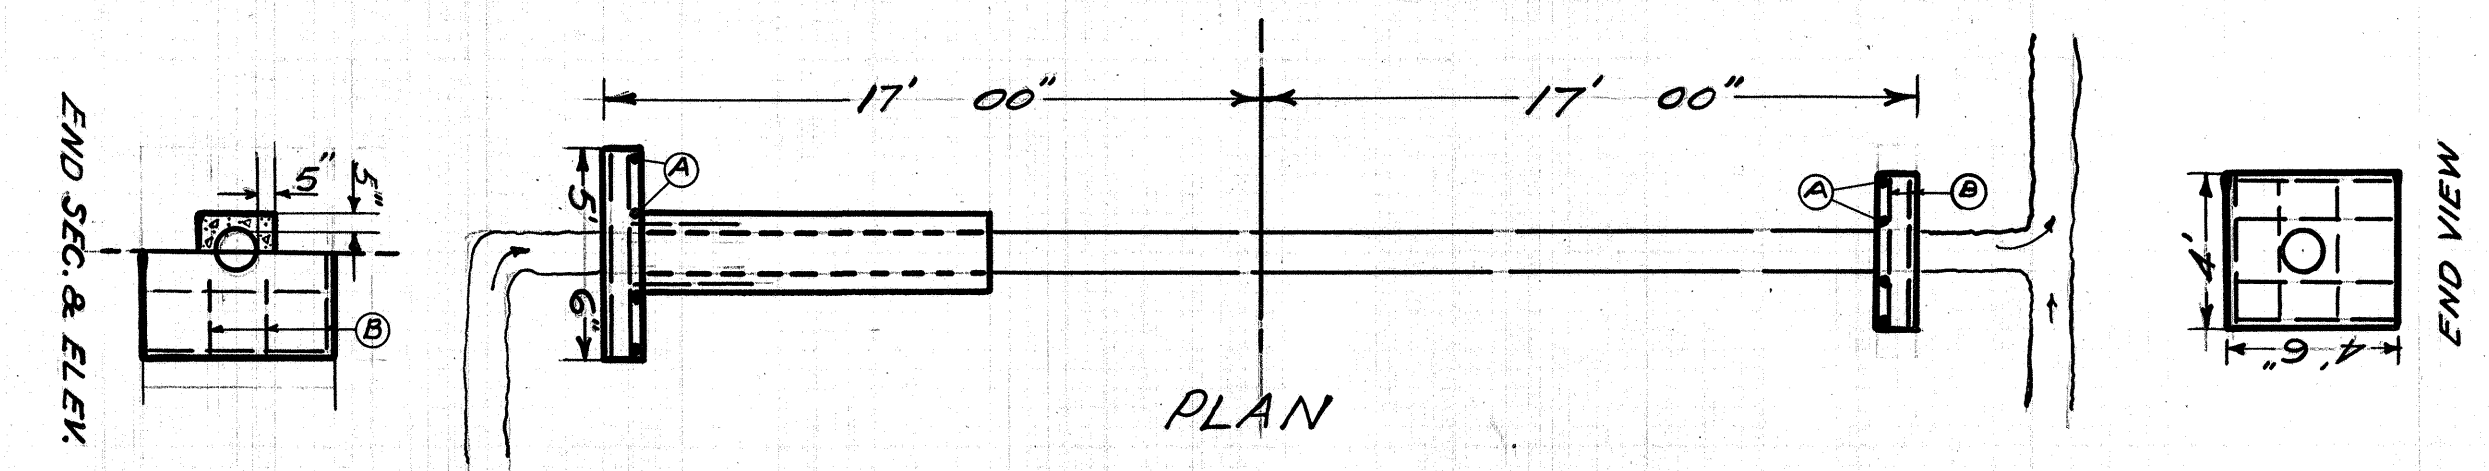 END SEC. & ELEV.
5"
5"
B
17' 00"
17' 00"
A
5' 6"
PLAN
A
B
4'
4' 6"
END VIEW